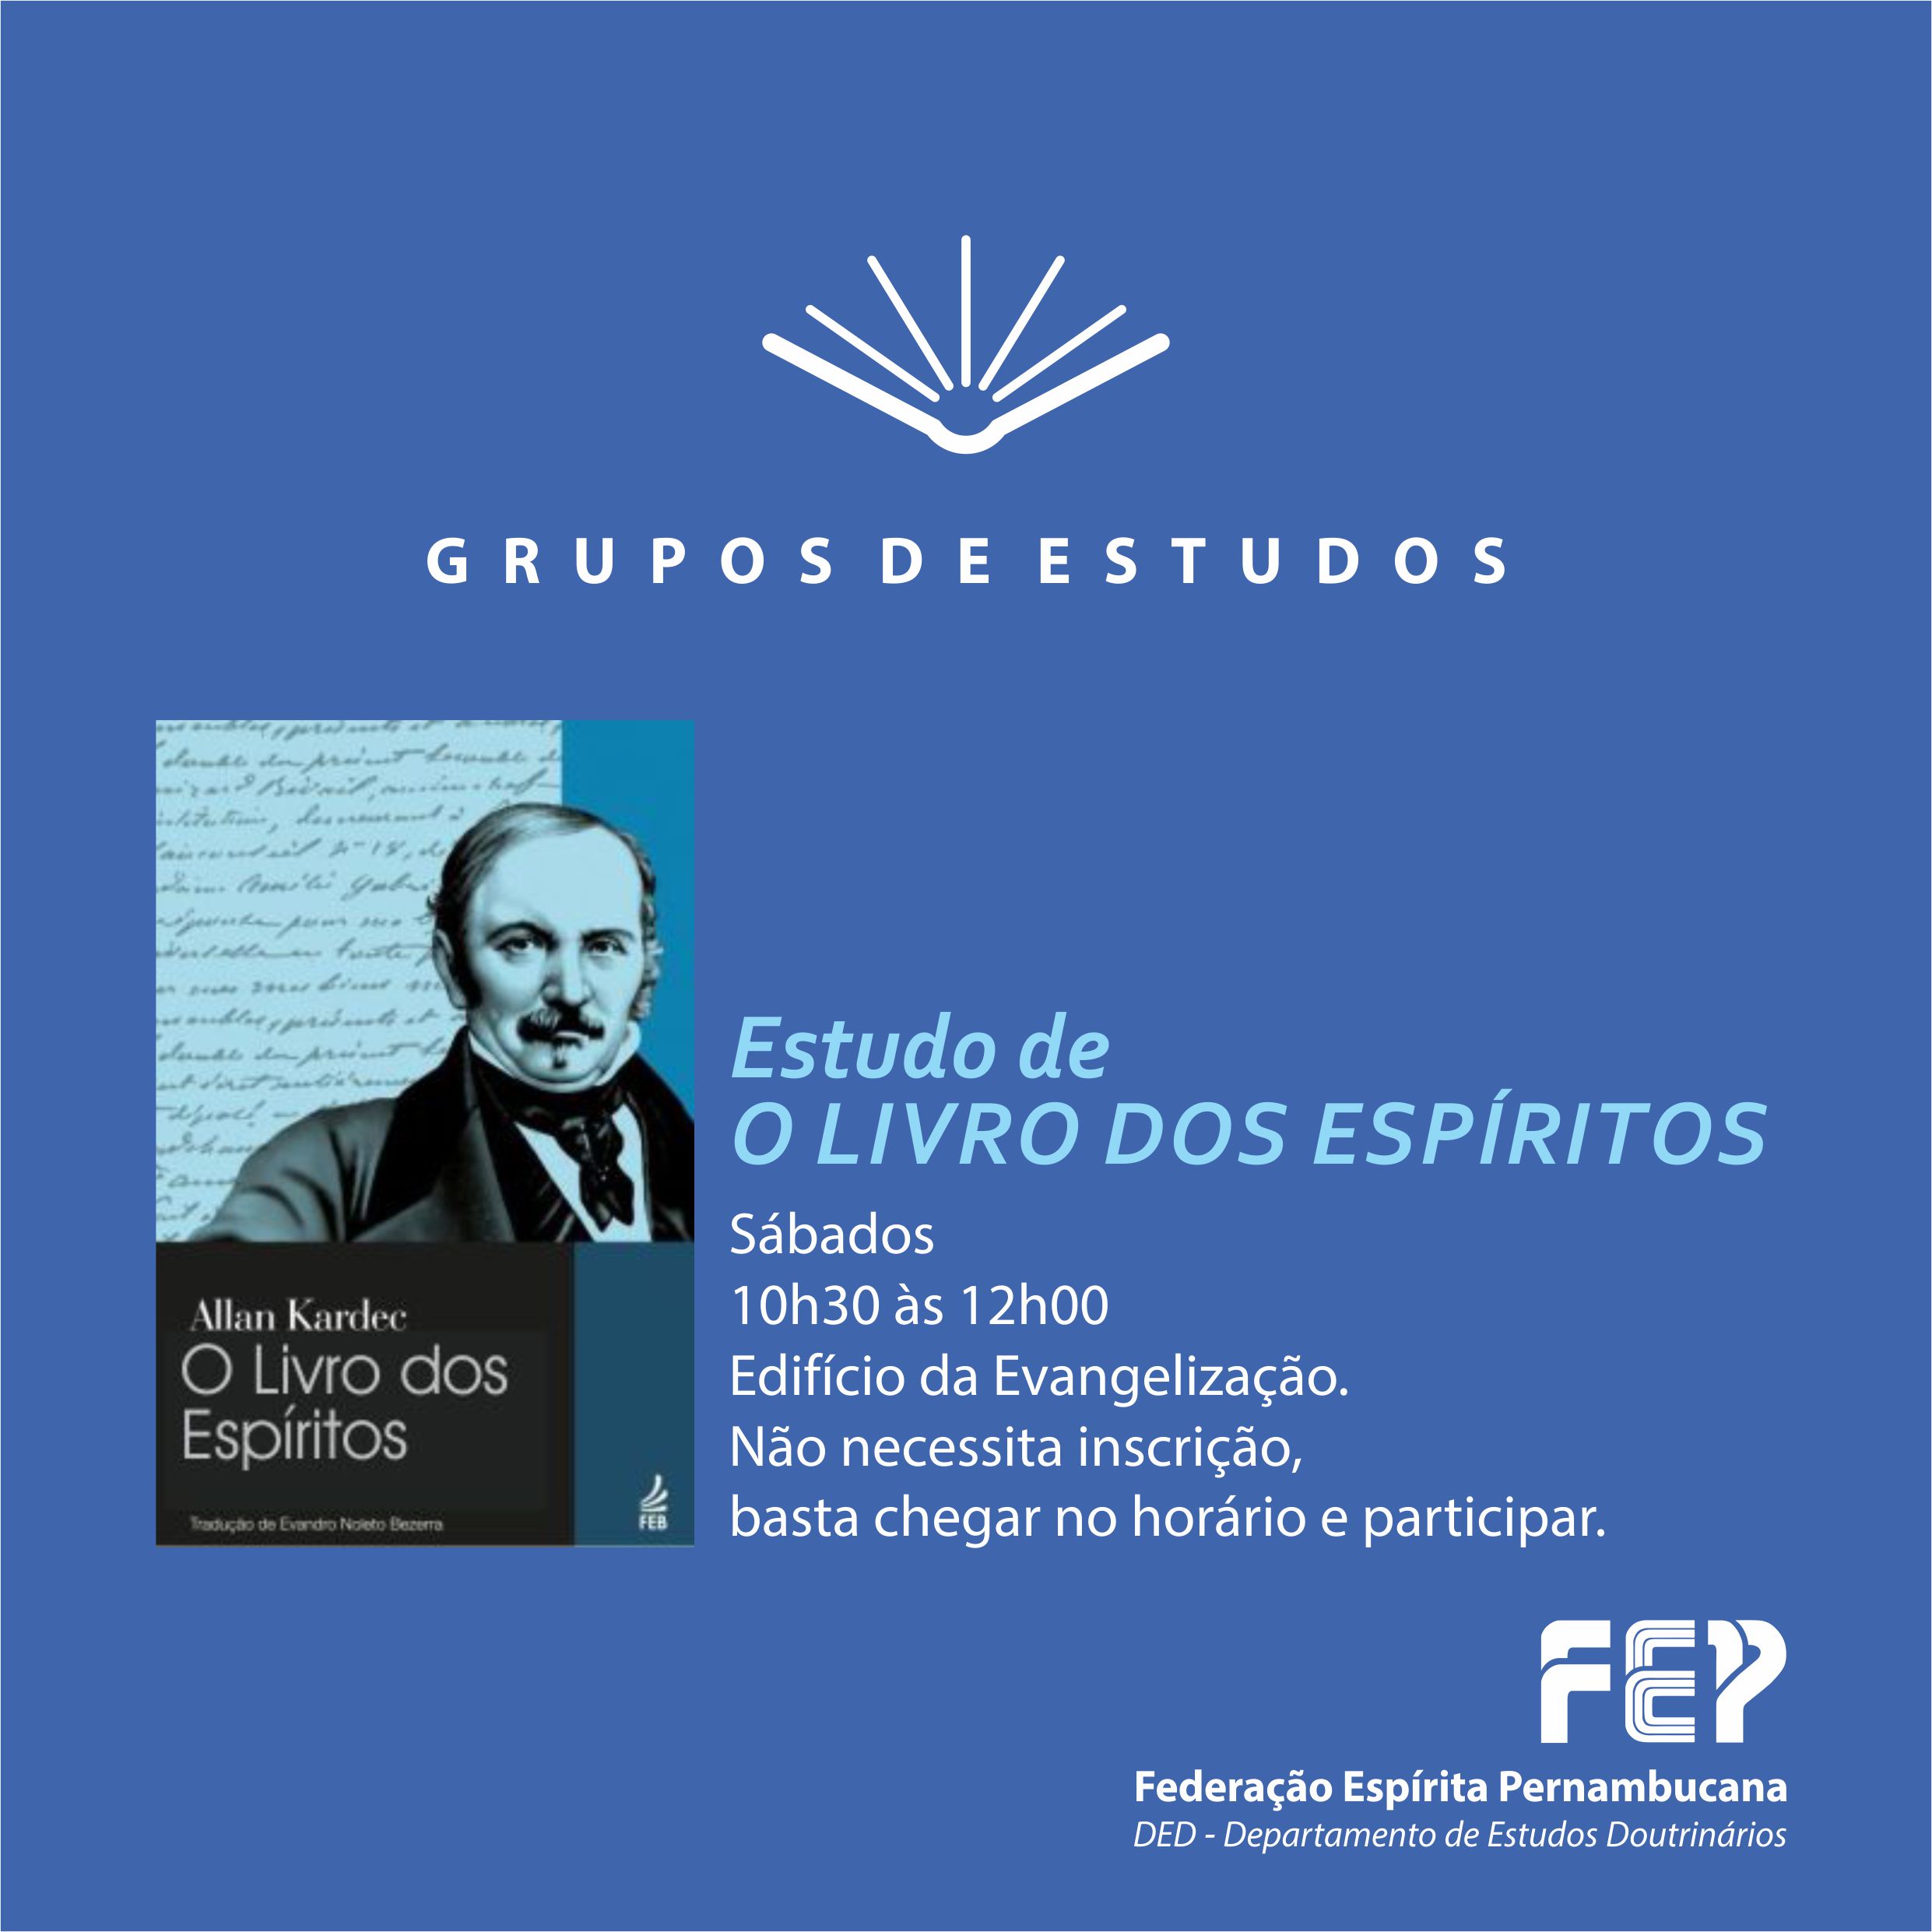 GRUPOS DE ESTUDOS
Allan Kardec
O Livro dos
Espíritos
Tradução de Evandro Noleto Bezerra
FEB
Estudo de
O LIVRO DOS ESPÍRITOS
Sábados
10h30 às 12h00
Edifício da Evangelização.
Não necessita inscrição,
basta chegar no horário e participar.
FEP
Federação Espírita Pernambucana
DED - Departamento de Estudos Doutrinários